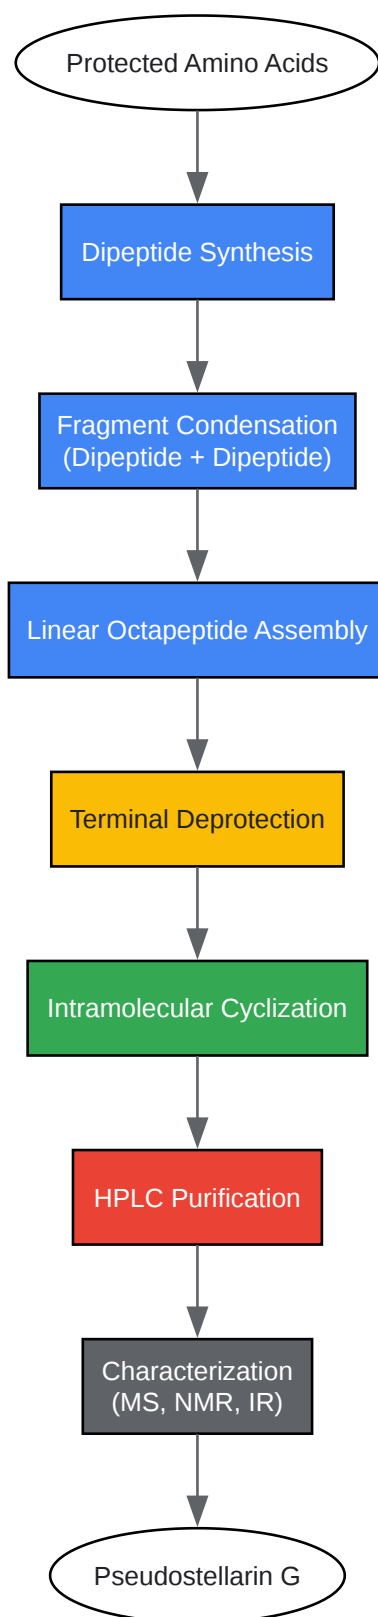 Protected Amino Acids
Dipeptide Synthesis
Fragment Condensation
(Dipeptide + Dipeptide)
Linear Octapeptide Assembly
Terminal Deprotection
Intramolecular Cyclization
HPLC Purification
Characterization
(MS, NMR, IR)
Pseudostellarin G